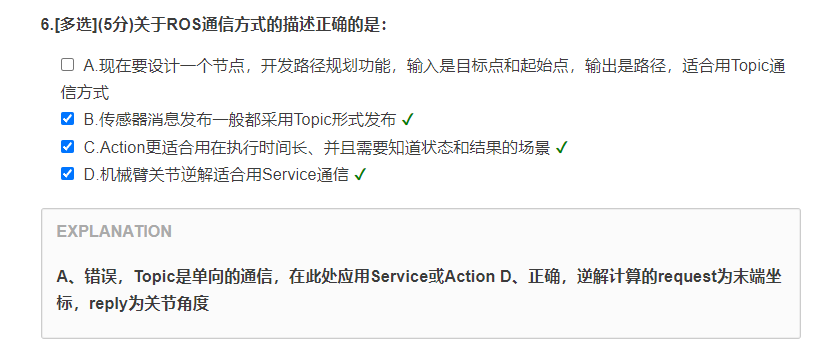 6.[多选](5分)关于ROS通信方式的描述正确的是：
A.现在要设计一个节点，开发路径规划功能，输入是目标点和起始点，输出是路径，适合用Topic通
信方式
B.传感器消息发布一般都采用Topic形式发布
C.Action更适合用在执行时间长、并且需要知道状态和结果的场景
D.机械臂关节逆解适合用Service通信
EXPLANATION
A、错误，Topic是单向的通信，在此处应用Service或Action D、正确，逆解计算的request为末端坐
标，reply为关节角度